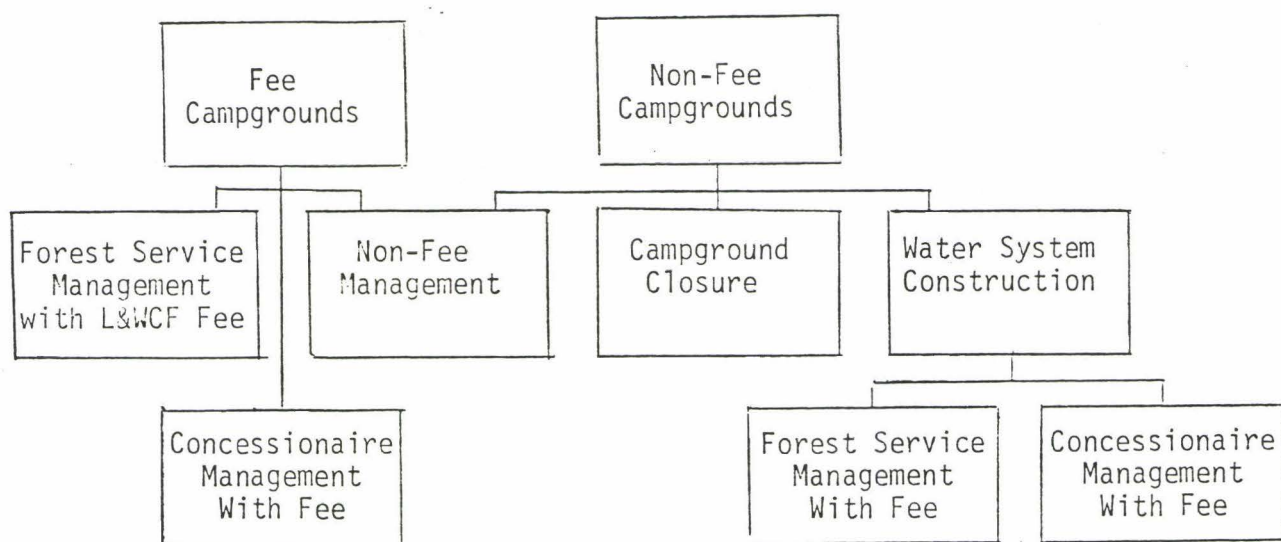 Fee
Campgrounds
Non-Fee
Campgrounds
Forest Service
Management
with L&WCF Fee
Non-Fee
Management
Campground
Closure
Water System
Construction
Concessionaire
Management
With Fee
Forest Service
Management
With Fee
Concessionaire
Management
With Fee